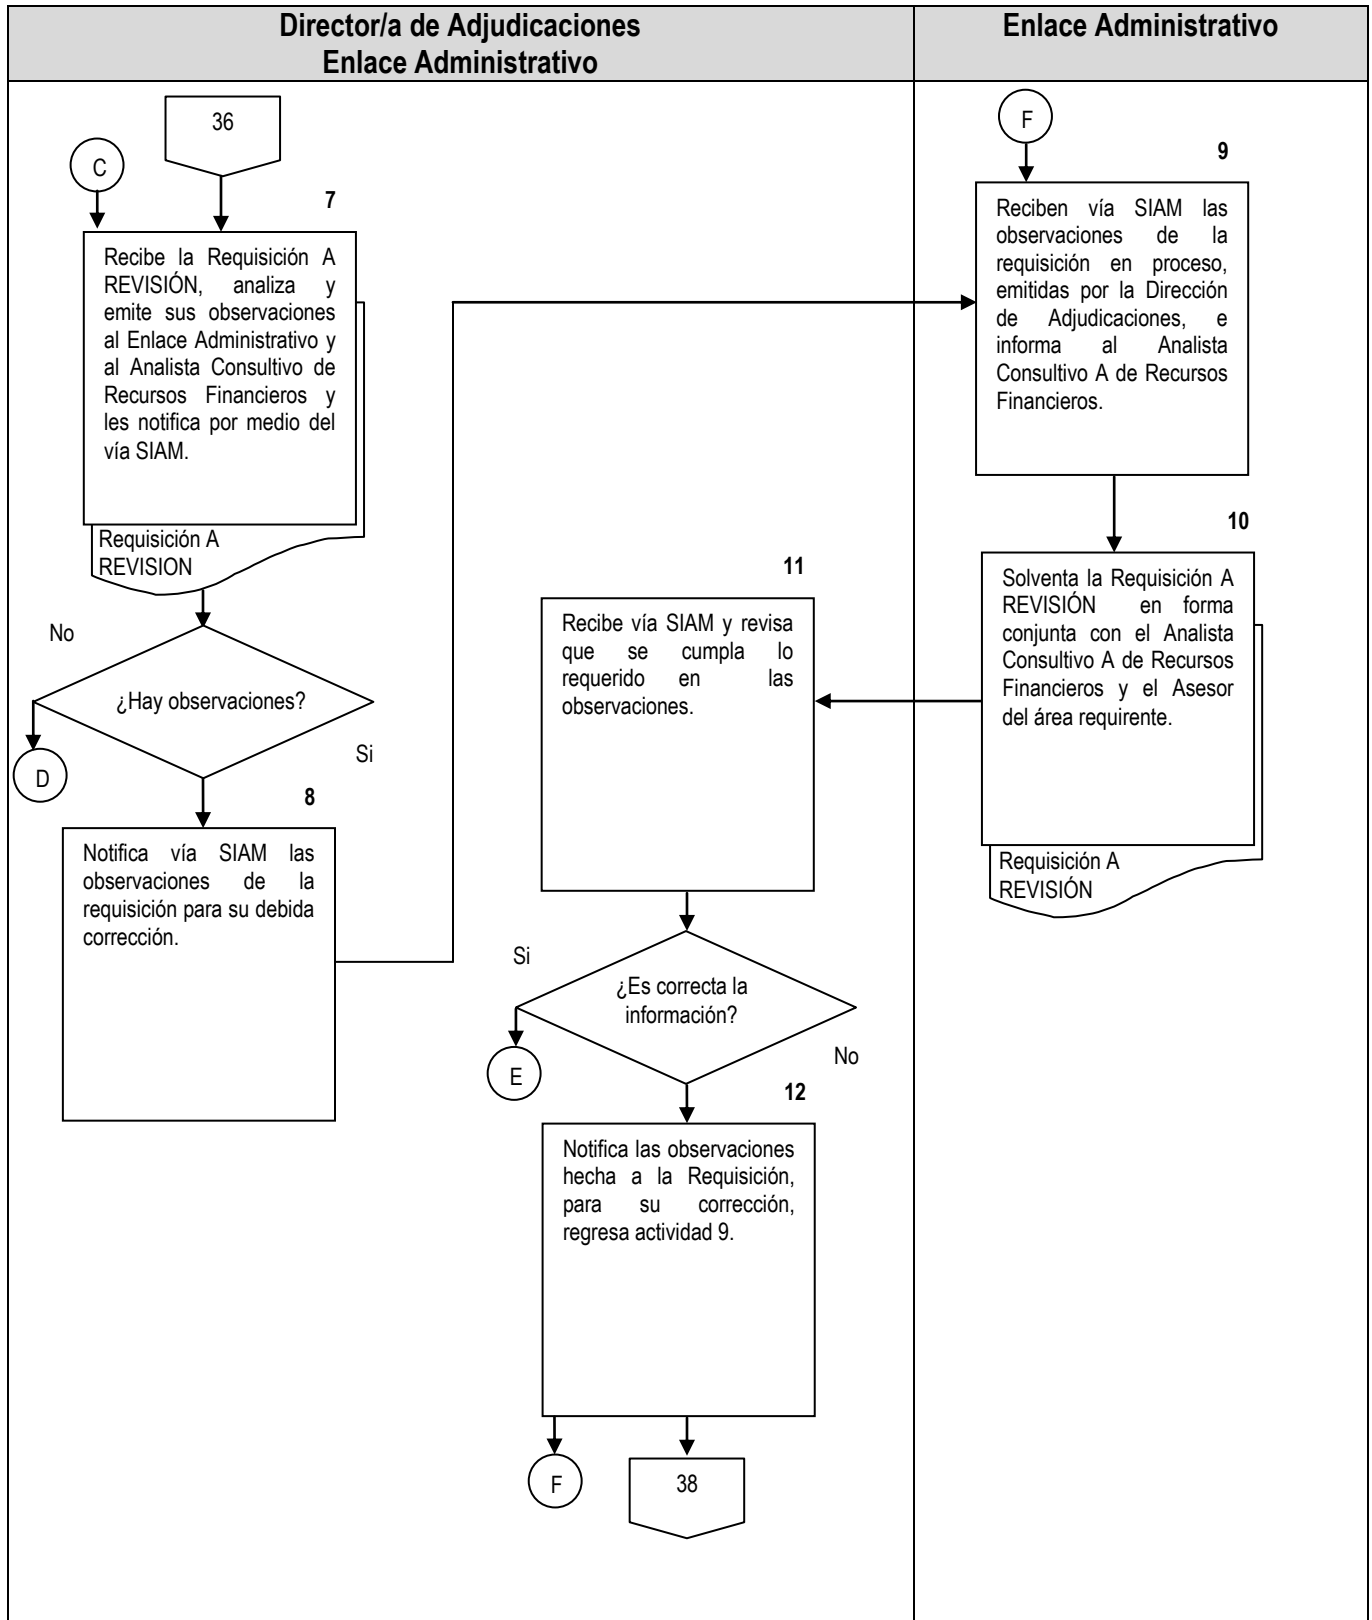 Director/a de Adjudicaciones
Enlace Administrativo
Enlace Administrativo
36
C
7
Recibe la Requisición A
REVISIÓN, analiza y
emite sus observaciones
al Enlace Administrativo y
al Analista Consultivo de
Recursos Financieros y
les notifica por medio del
vía SIAM.
Requisición A
REVISION
No
¿Hay observaciones?
Si
D
8
Notifica vía SIAM las
observaciones de la
requisición para su debida
corrección.
F
9
Reciben vía SIAM las
observaciones de la
requisición en proceso,
emitidas por la Dirección
de Adjudicaciones, e
informa al Analista
Consultivo A de Recursos
Financieros.
10
Solventa la Requisición A
REVISIÓN en forma
conjunta con el Analista
Consultivo A de Recursos
Financieros y el Asesor
del área requirente.
Requisición A
REVISIÓN
11
Recibe vía SIAM y revisa
que se cumpla lo
requerido en las
observaciones.
Si
¿Es correcta la
información?
No
E
12
Notifica las observaciones
hecha a la Requisición,
para su corrección,
regresa actividad 9.
F
38